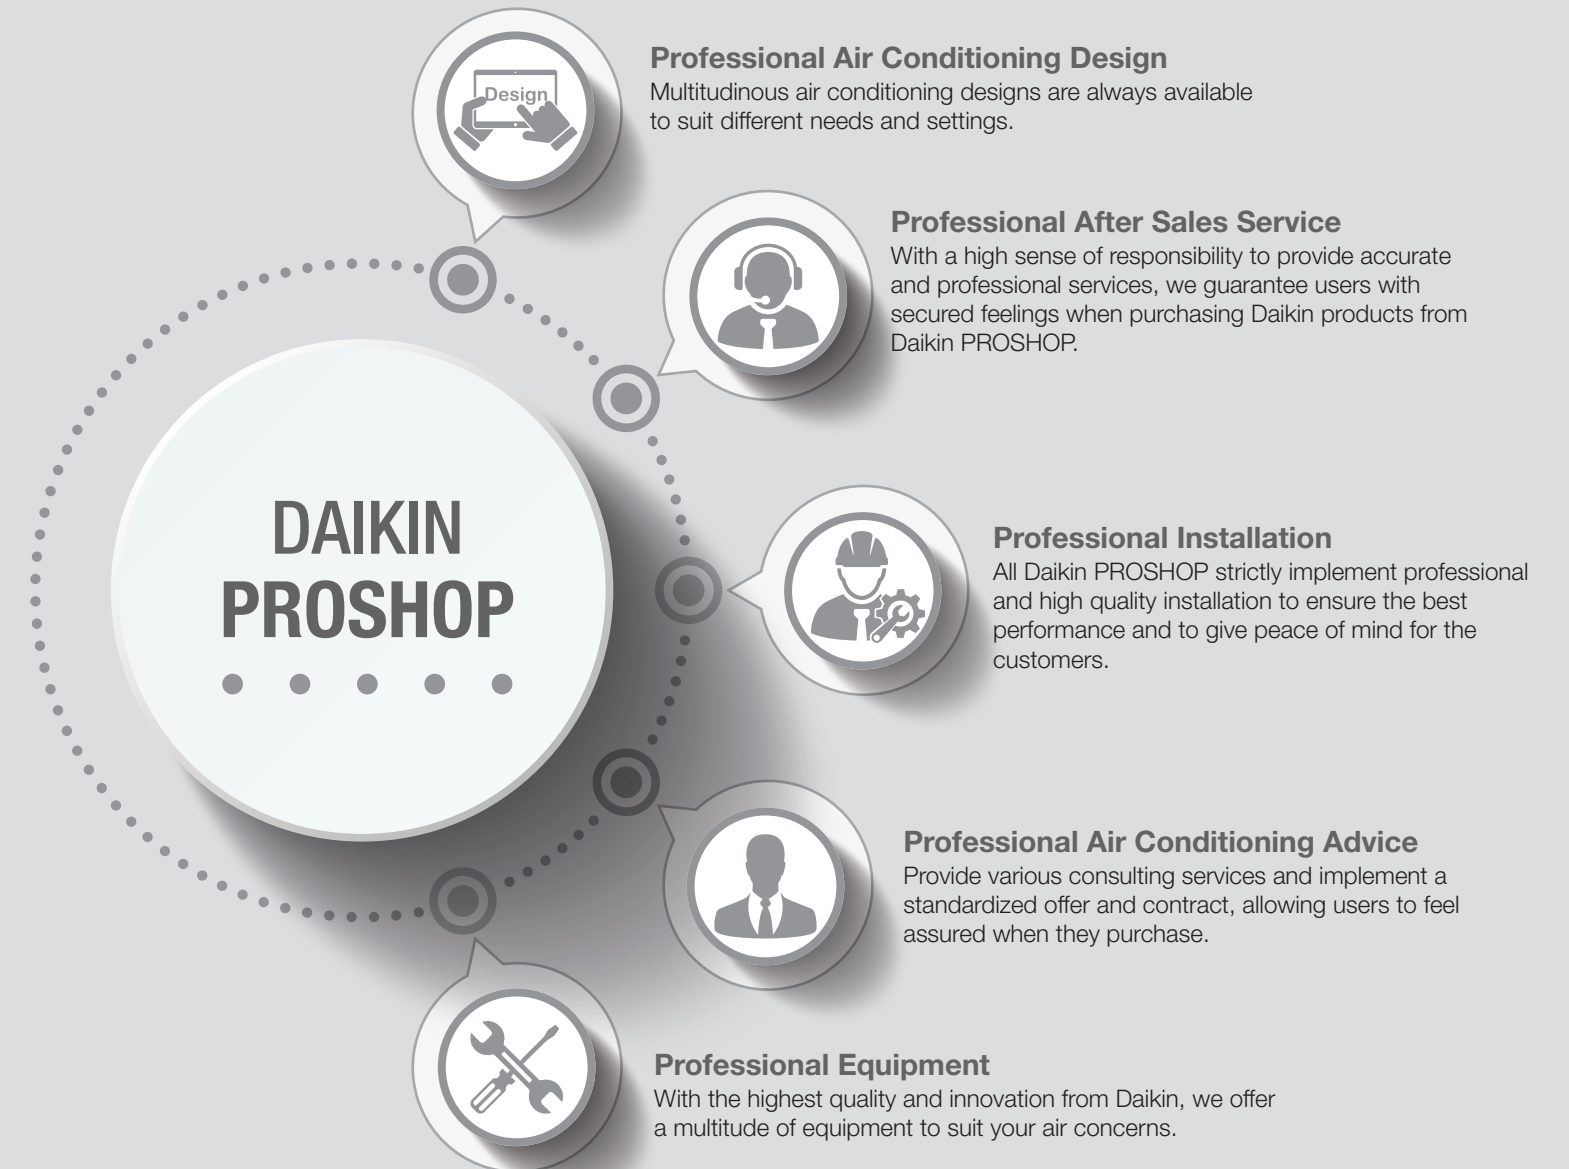 Design
Professional Air Conditioning Design
Multitudinous air conditioning designs are always available
to suit different needs and settings.
Professional After Sales Service
With a high sense of responsibility to provide accurate
and professional services, we guarantee users with
secured feelings when purchasing Daikin products from
Daikin PROSHOP.
DAIKIN
PROSHOP
Professional Installation
All Daikin PROSHOP strictly implement professional
and high quality installation to ensure the best
performance and to give peace of mind for the
customers.
Professional Air Conditioning Advice
Provide various consulting services and implement a
standardized offer and contract, allowing users to feel
assured when they purchase.
Professional Equipment
With the highest quality and innovation from Daikin, we offer
a multitude of equipment to suit your air concerns.